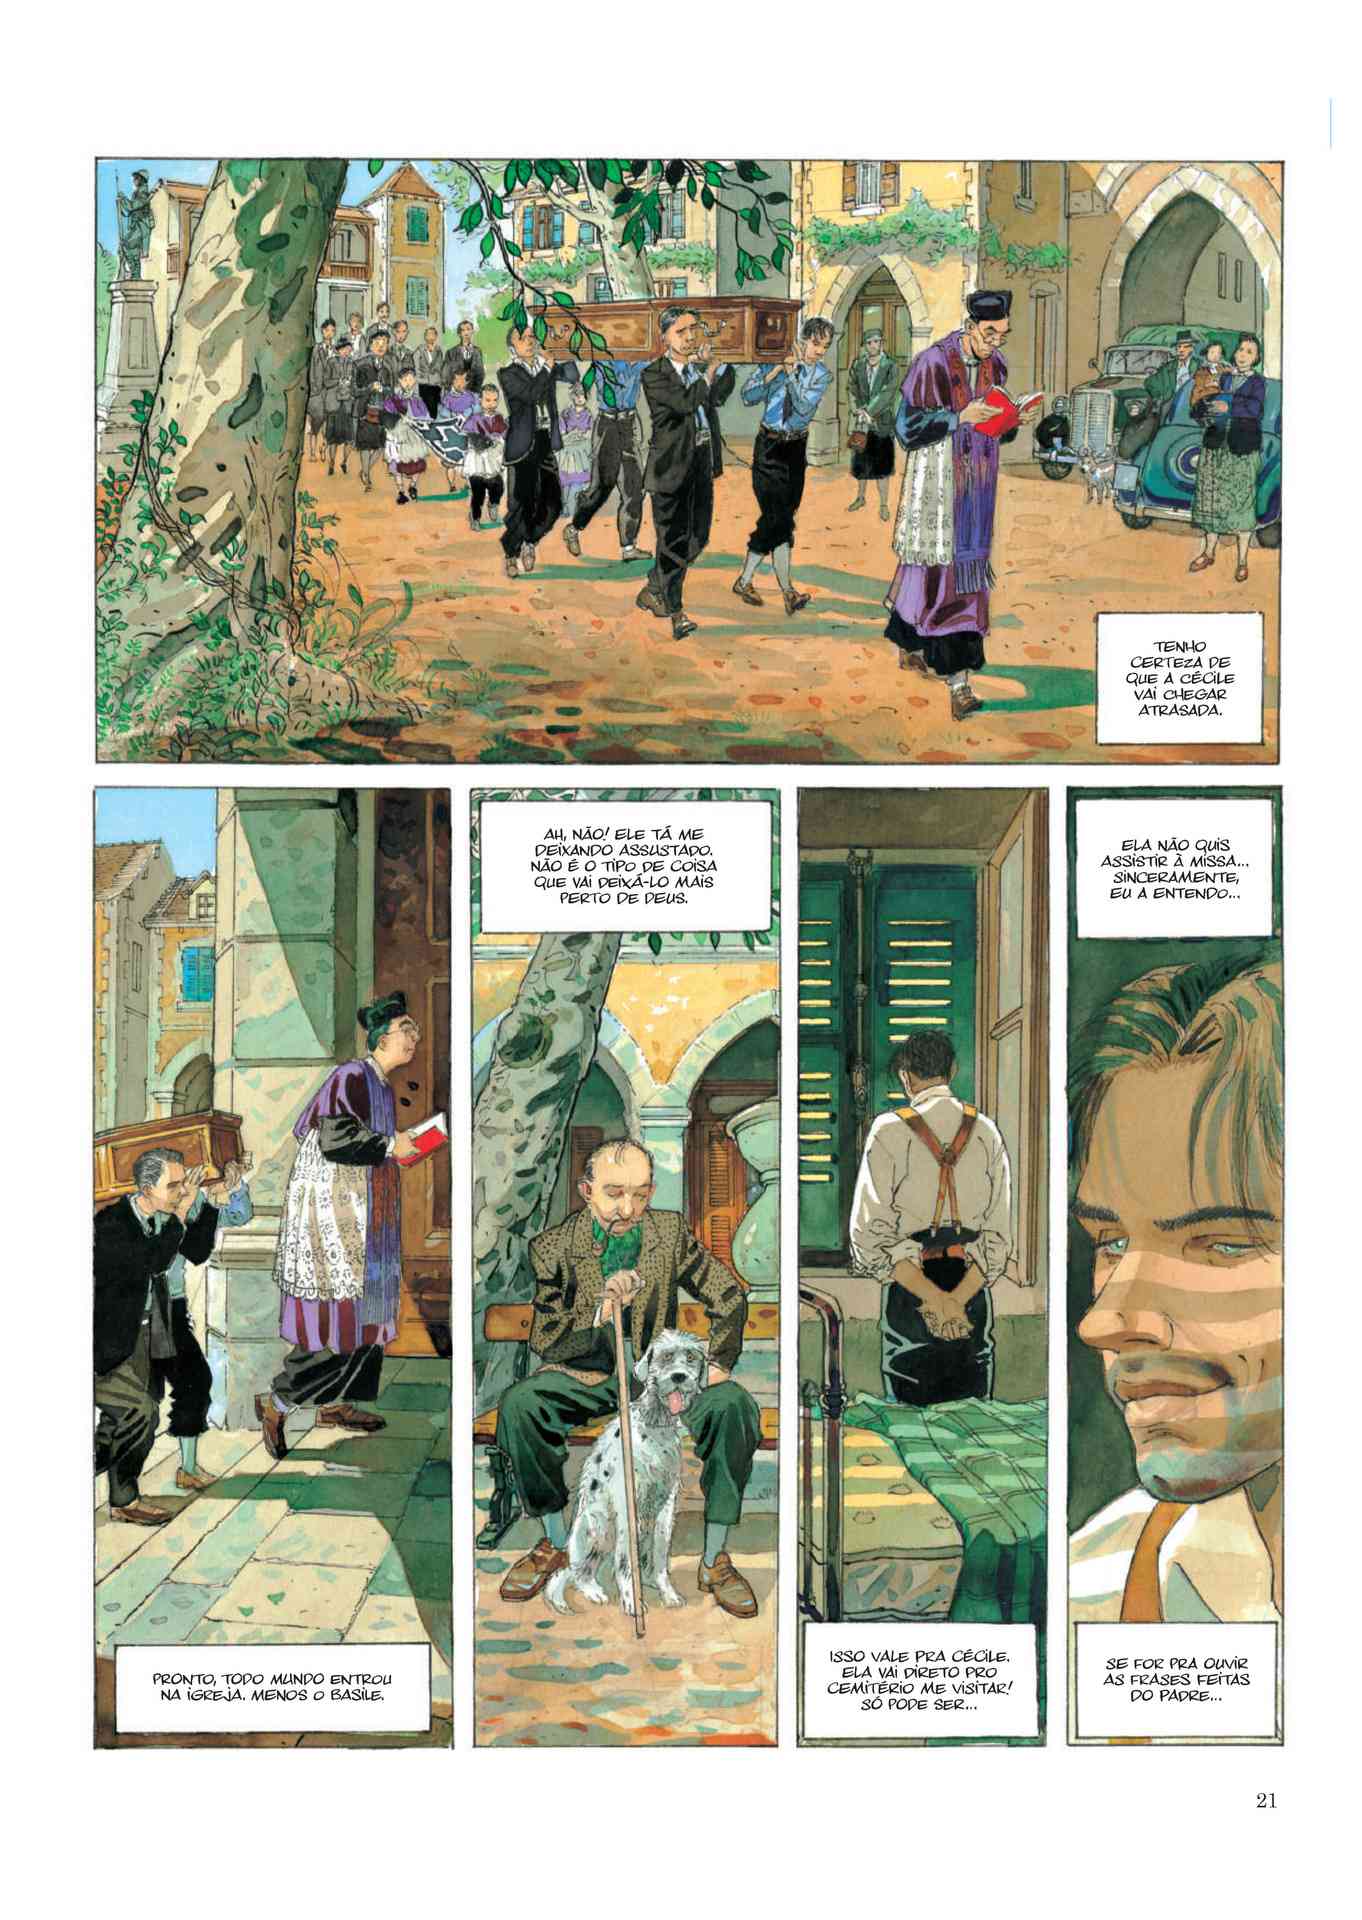 TENHO
CERTEZA DE
QUE A CÉCILE
VAI CHEGAR
ATRASADA.
PRONTO, TODO MUNDO ENTROU
NA IGREJA. MENOS O BASILE.
AH, NÃO! ELE TÁ ME
DEIXANDO ASSUSTADO.
NÃO É O TIPO DE COISA
QUE VAI DEIXÁ-LO MAIS
PERTO DE DEUS.
ISSO VALE PRA CÉCILE.
ELA VAI DIRETO PRO
CEMITÉRIO ME VISITAR!
SÓ PODE SER...
ELA NÃO QUIS
ASSISTIR À MISSA...
SINCERAMENTE,
EU A ENTENDO...
SE FOR PRA OUVIR
AS FRASES FEITAS
DO PADRE...
21